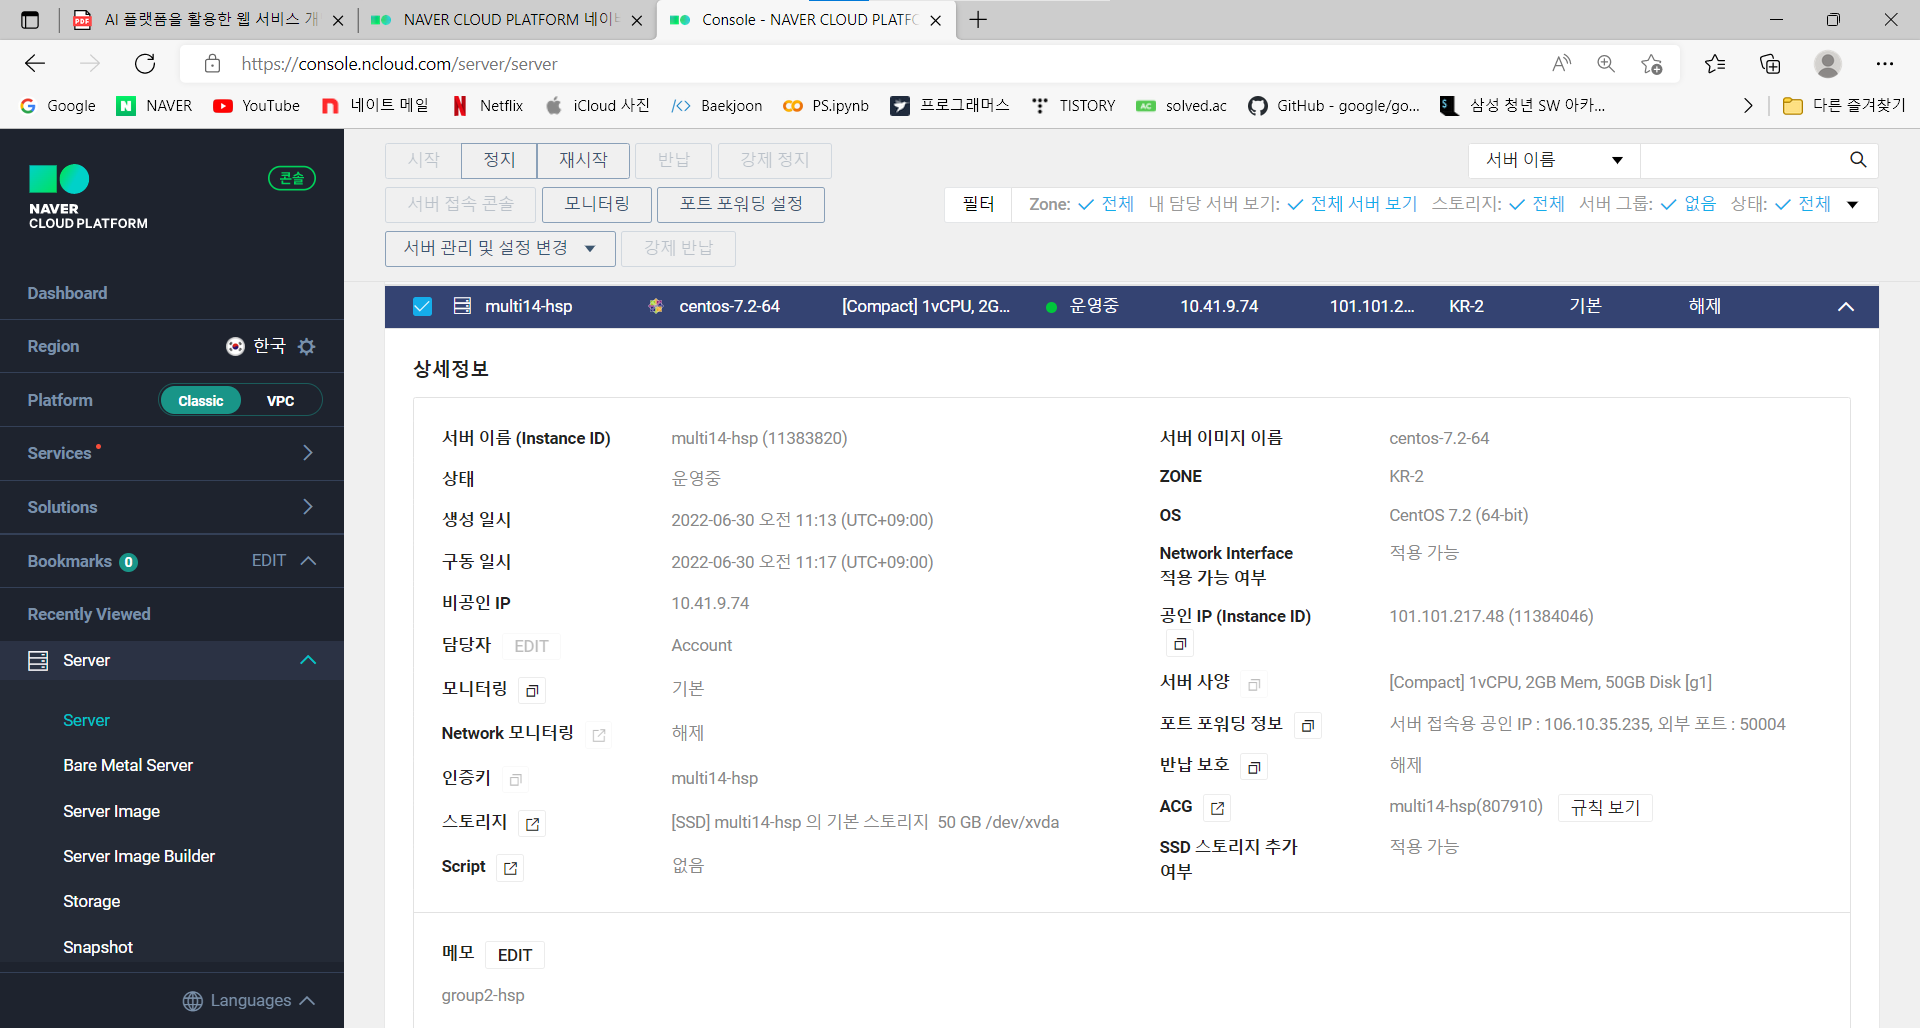 AI 플랫폼을 활용한 웹 서비스 개
NAVER CLOUD PLATFORM 네이
Console - NAVER CLOUD PLATFO
https://console.ncloud.com/server/server
Google
NAVER
YouTube
네이트 메일
Netflix
iCloud 사진
Baekjoon
PS.ipynb
프로그래머스
TISTORY
solved.ac
GitHub - google/go...
삼성 청년 SW 아카...
다른 즐겨찾기
NAVER
CLOUD PLATFORM
콘솔
Dashboard
Region
한국
Platform
Classic
VPC
Services
Solutions
Bookmarks 0
EDIT
Recently Viewed
Server
Server
Bare Metal Server
Server Image
Server Image Builder
Storage
Snapshot
Languages
시작
정지
재시작
반납
강제 정지
서버 이름
서버 접속 콘솔
모니터링
포트 포워딩 설정
필터
Zone: 전체 내 담당 서버 보기: 전체 서버 보기 스토리지: 전체 서버 그룹: 없음 상태: 전체
서버 관리 및 설정 변경
강제 반납
multi14-hsp
centos-7.2-64
[Compact] 1vCPU, 2G...
운영중
10.41.9.74
101.101.2...
KR-2
기본
해제
상세정보
서버 이름 (Instance ID)
multi14-hsp (11383820)
상태
운영중
생성 일시
2022-06-30 오전 11:13 (UTC+09:00)
구동 일시
2022-06-30 오전 11:17 (UTC+09:00)
비공인 IP
10.41.9.74
담당자 EDIT
Account
모니터링
기본
Network 모니터링
해제
인증키
multi14-hsp
스토리지
[SSD] multi14-hsp 의 기본 스토리지 50 GB /dev/xvda
Script
없음
서버 이미지 이름
centos-7.2-64
ZONE
KR-2
OS
CentOS 7.2 (64-bit)
Network Interface
적용 가능 여부
적용 가능
공인 IP (Instance ID)
101.101.217.48 (11384046)
서버 사양
[Compact] 1vCPU, 2GB Mem, 50GB Disk [g1]
포트 포워딩 정보
서버 접속용 공인 IP : 106.10.35.235, 외부 포트 : 50004
반납 보호
해제
ACG
multi14-hsp(807910)
규칙 보기
SSD 스토리지 추가
여부
적용 가능
메모 EDIT
group2-hsp